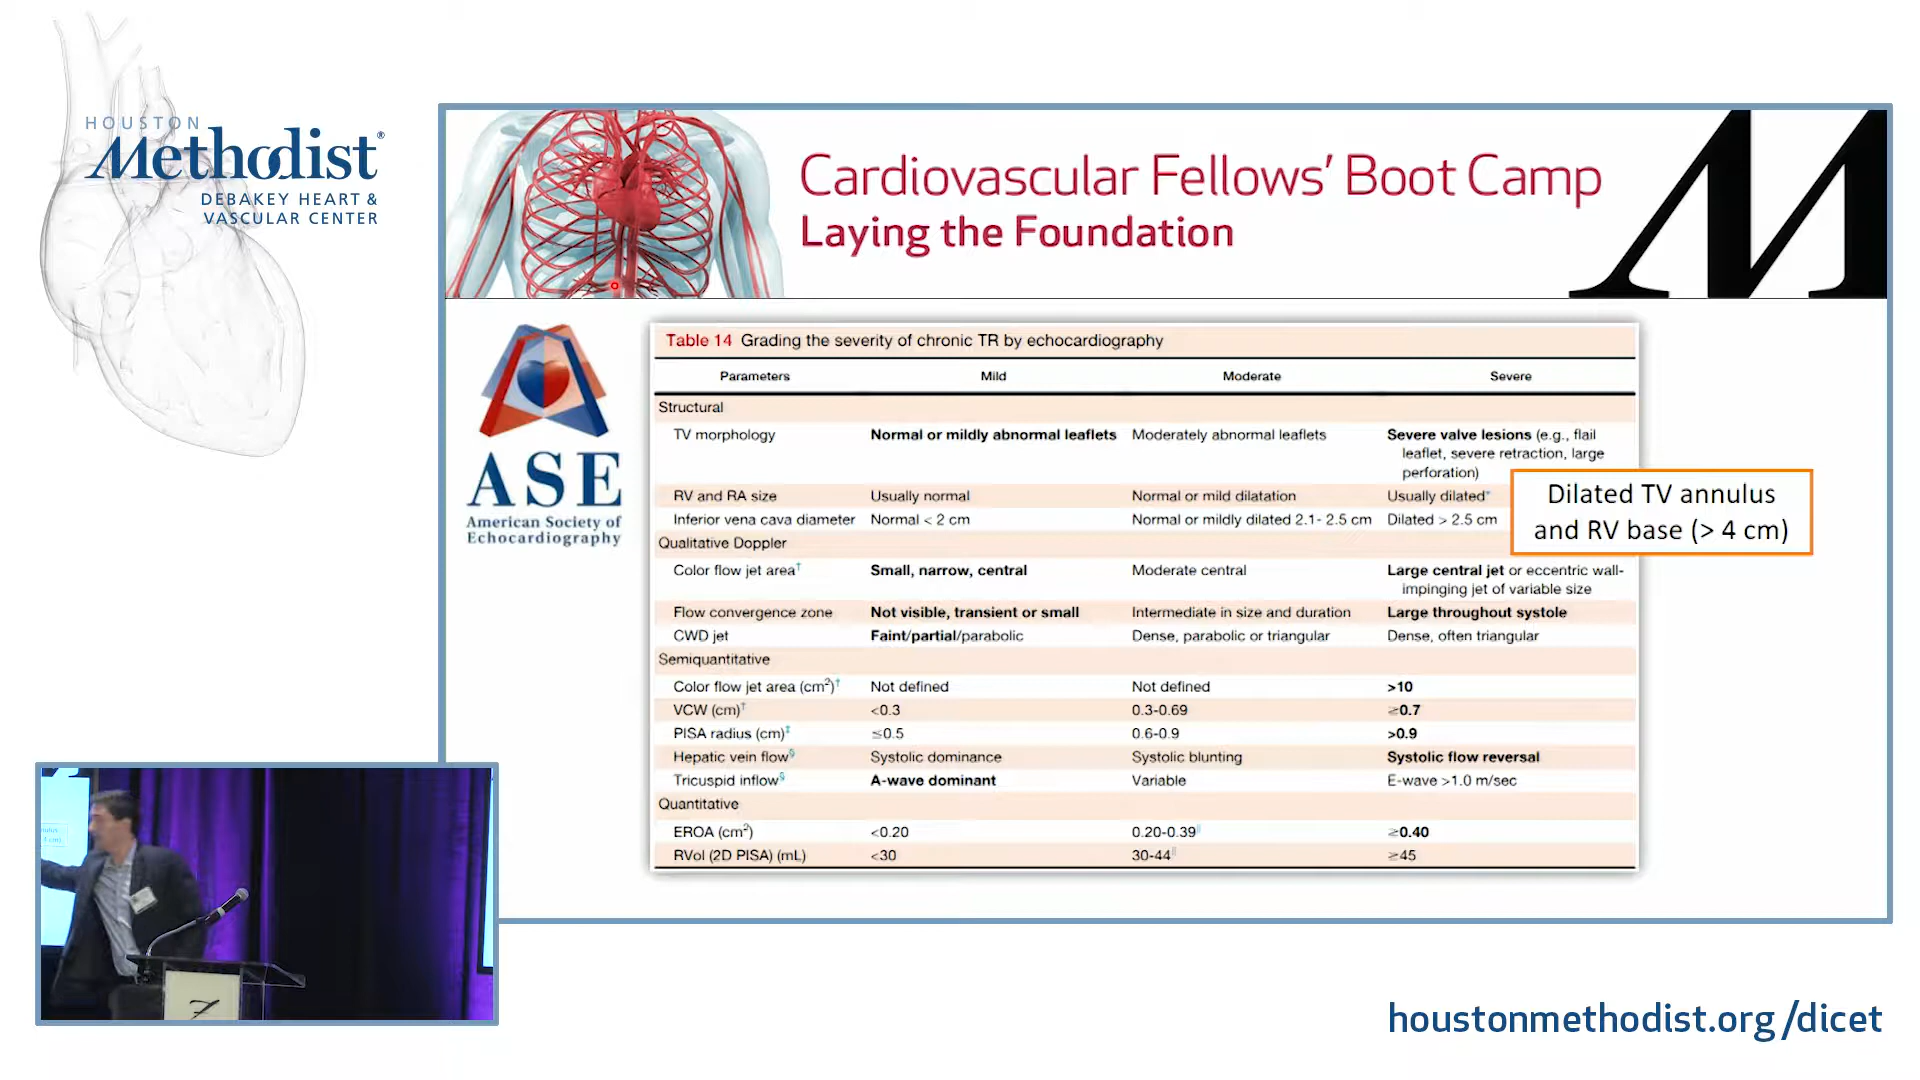 HOUSTON
Methodist®
DEBAKEY HEART &
VASCULAR CENTER
Cardiovascular Fellows' Boot Camp
Laying the Foundation
M
ASE
American Society of
Echocardiography
Table 14 Grading the severity of chronic TR by echocardiography
Parameters Mild Moderate Severe
Structural
TV morphology Normal or mildly abnormal leaflets Moderately abnormal leaflets Severe valve lesions (e.g., flail
leaflet, severe retraction, large
perforation)
RV and RA size Usually normal Normal or mild dilatation Usually dilated*
Inferior vena cava diameter Normal < 2 cm Normal or mildly dilated 2.1- 2.5 cm Dilated > 2.5 cm
Dilated TV annulus
and RV base (> 4 cm)
Qualitative Doppler
Color flow jet area† Small, narrow, central Moderate central Large central jet or eccentric wall-
impinging jet of variable size
Flow convergence zone Not visible, transient or small Intermediate in size and duration Large throughout systole
CWD jet Faint/partial/parabolic Dense, parabolic or triangular Dense, often triangular
Semiquantitative
Color flow jet area (cm²)† Not defined Not defined >10
VCW (cm)† <0.3 0.3-0.69 ≥0.7
PISA radius (cm)‡ ≤0.5 0.6-0.9 >0.9
Hepatic vein flow§ Systolic dominance Systolic blunting Systolic flow reversal
Tricuspid inflow§ A-wave dominant Variable E-wave >1.0 m/sec
Quantitative
EROA (cm²) <0.20 0.20-0.39‖ ≥0.40
RVol (2D PISA) (mL) <30 30-44‖ ≥45
houstonmethodist.org/dicet